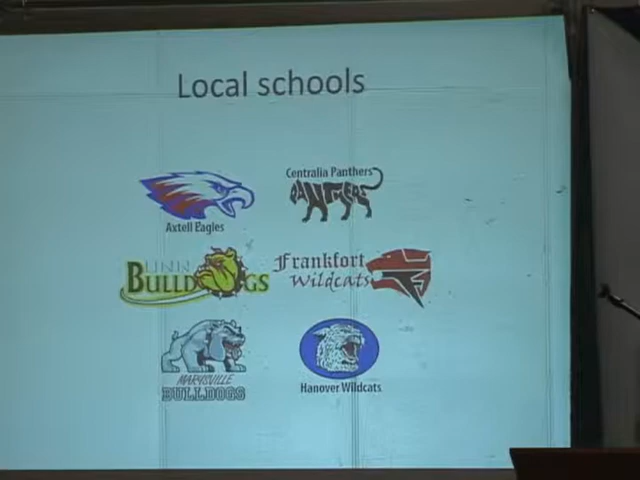 Local schools
Centralia Panthers
PANTHERS
Axtell Eagles
LINN
BULLDOGS
Frankfort
Wildcats
MARYSVILLE
BULLDOGS
Hanover Wildcats